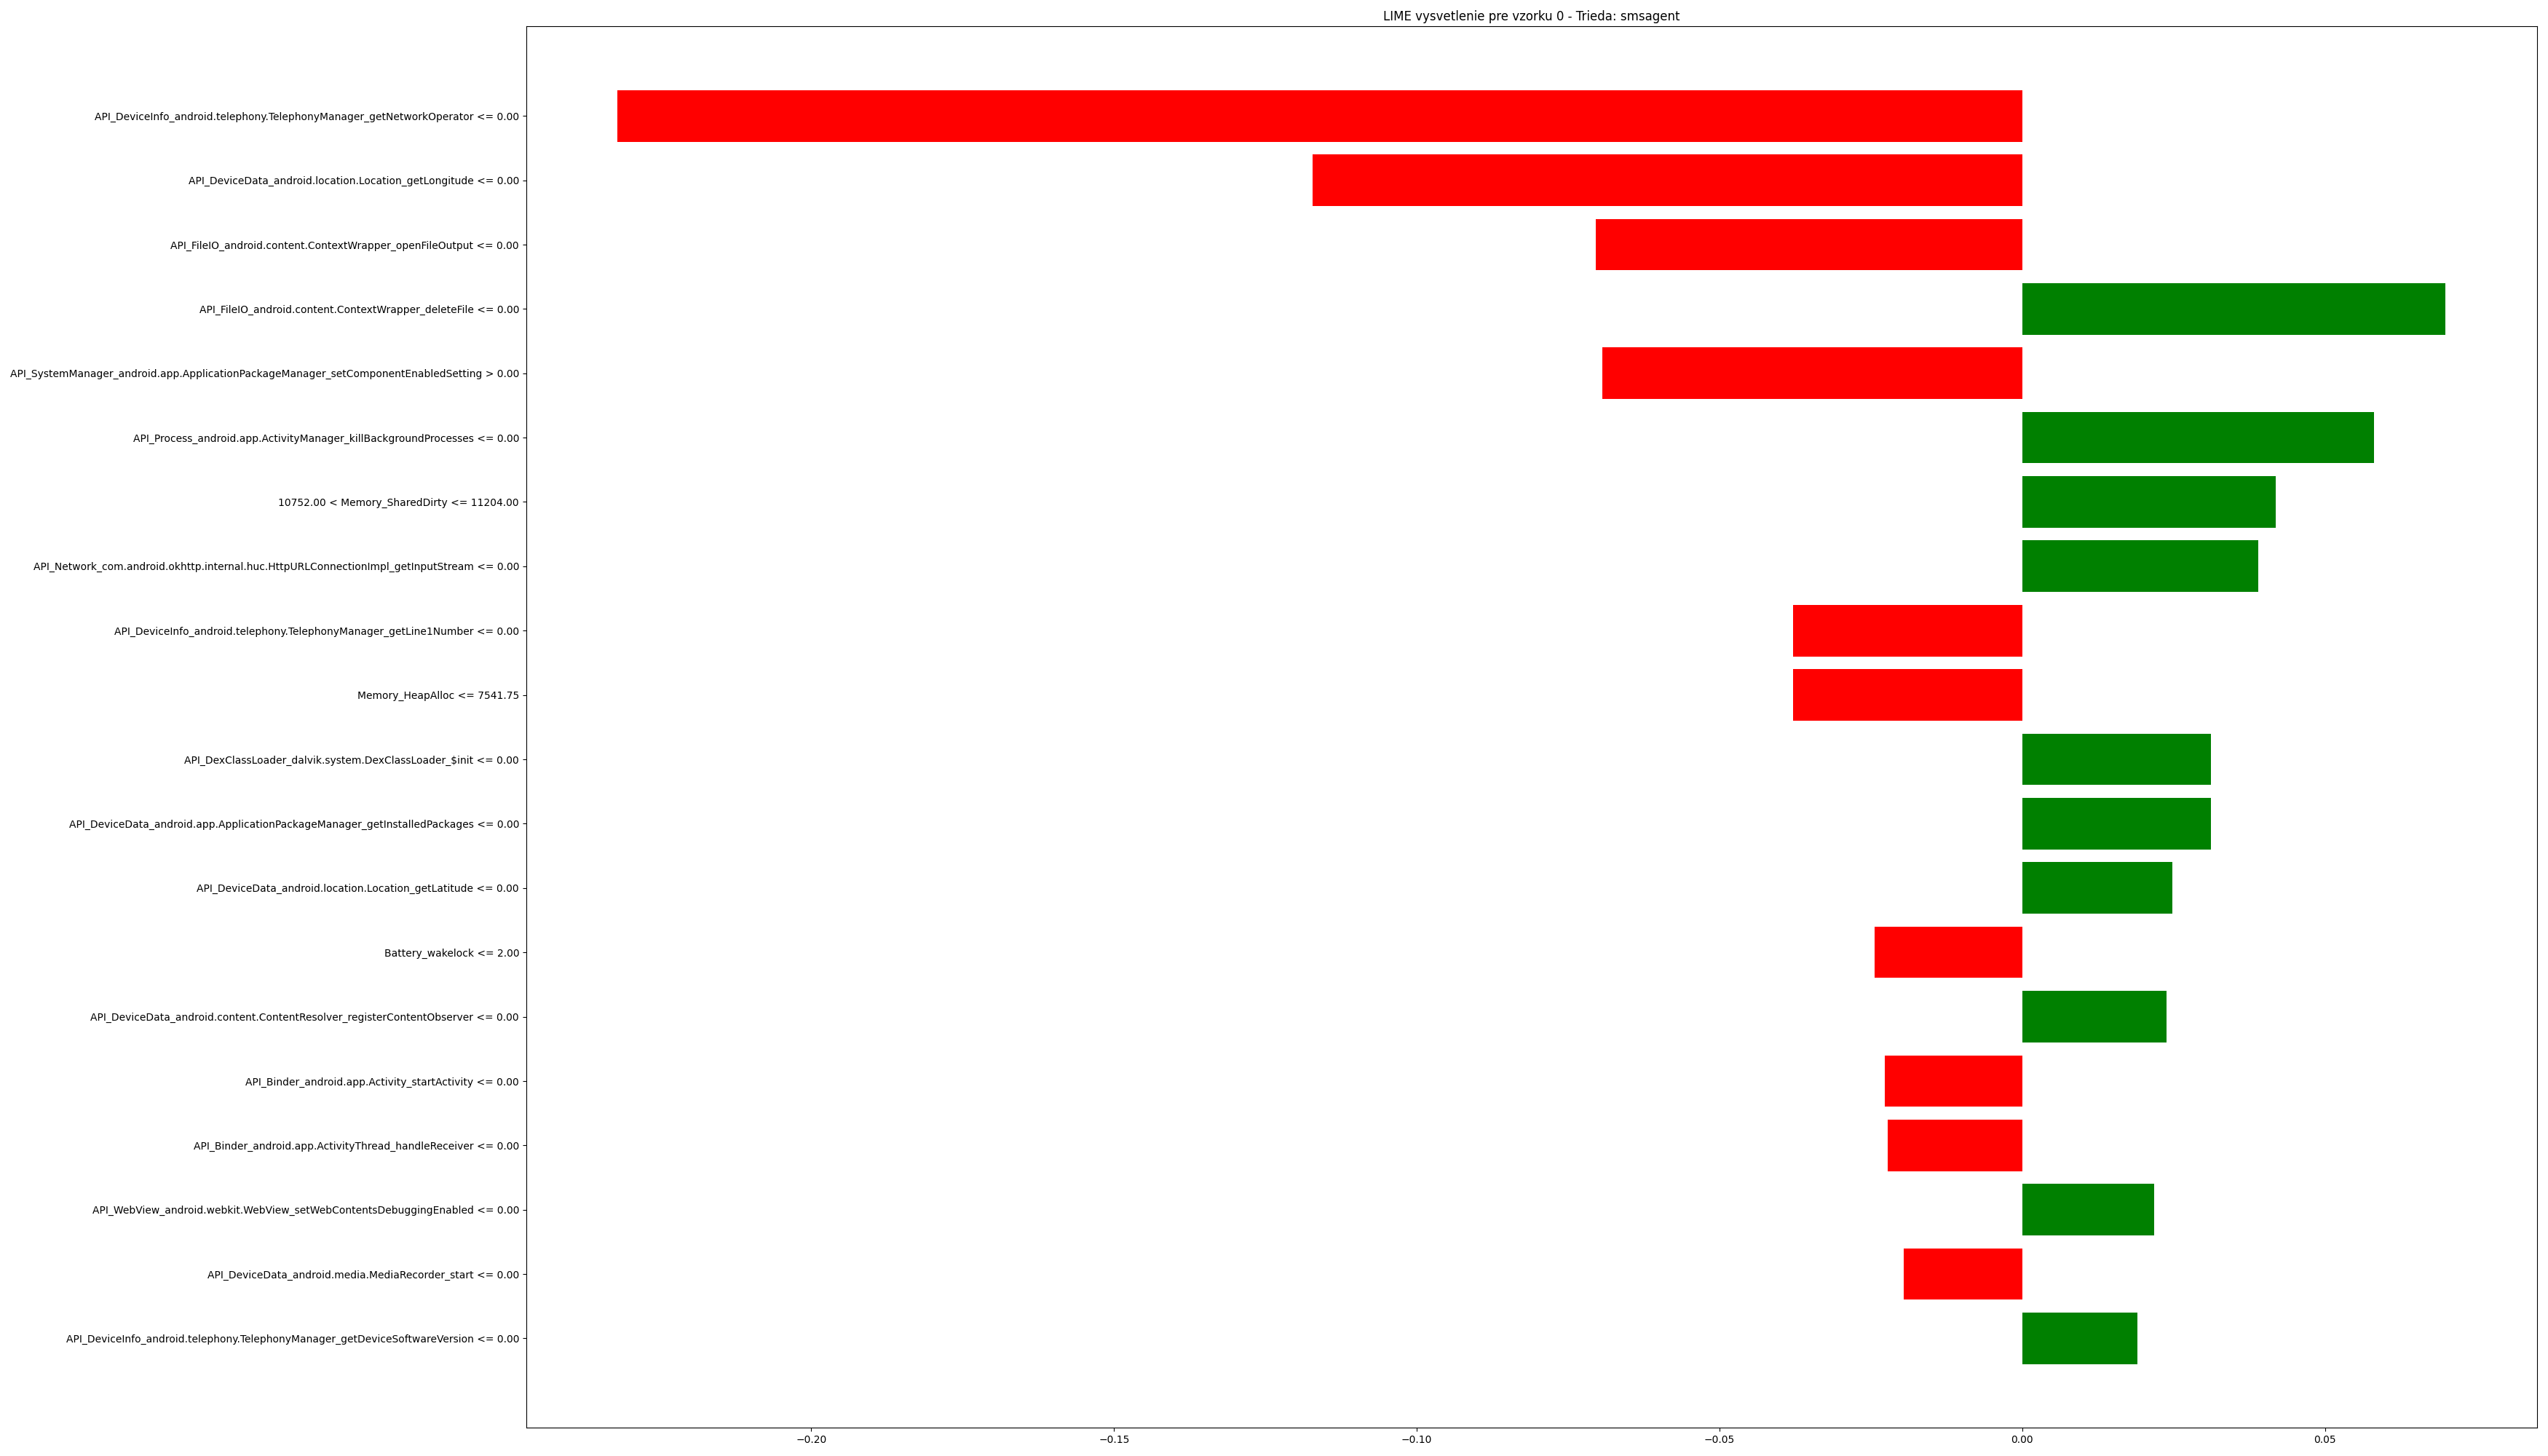 LIME vysvetlenie pre vzorku 0 - Trieda: smsagent
API_DeviceInfo_android.telephony.TelephonyManager_getNetworkOperator <= 0.00
API_DeviceData_android.location.Location_getLongitude <= 0.00
API_FileIO_android.content.ContextWrapper_openFileOutput <= 0.00
API_FileIO_android.content.ContextWrapper_deleteFile <= 0.00
API_SystemManager_android.app.ApplicationPackageManager_setComponentEnabledSetting > 0.00
API_Process_android.app.ActivityManager_killBackgroundProcesses <= 0.00
10752.00 < Memory_SharedDirty <= 11204.00
API_Network_com.android.okhttp.internal.huc.HttpURLConnectionImpl_getInputStream <= 0.00
API_DeviceInfo_android.telephony.TelephonyManager_getLine1Number <= 0.00
Memory_HeapAlloc <= 7541.75
API_DexClassLoader_dalvik.system.DexClassLoader_$init <= 0.00
API_DeviceData_android.app.ApplicationPackageManager_getInstalledPackages <= 0.00
API_DeviceData_android.location.Location_getLatitude <= 0.00
Battery_wakelock <= 2.00
API_DeviceData_android.content.ContentResolver_registerContentObserver <= 0.00
API_Binder_android.app.Activity_startActivity <= 0.00
API_Binder_android.app.ActivityThread_handleReceiver <= 0.00
API_WebView_android.webkit.WebView_setWebContentsDebuggingEnabled <= 0.00
API_DeviceData_android.media.MediaRecorder_start <= 0.00
API_DeviceInfo_android.telephony.TelephonyManager_getDeviceSoftwareVersion <= 0.00
−0.20 −0.15 −0.10 −0.05 0.00 0.05